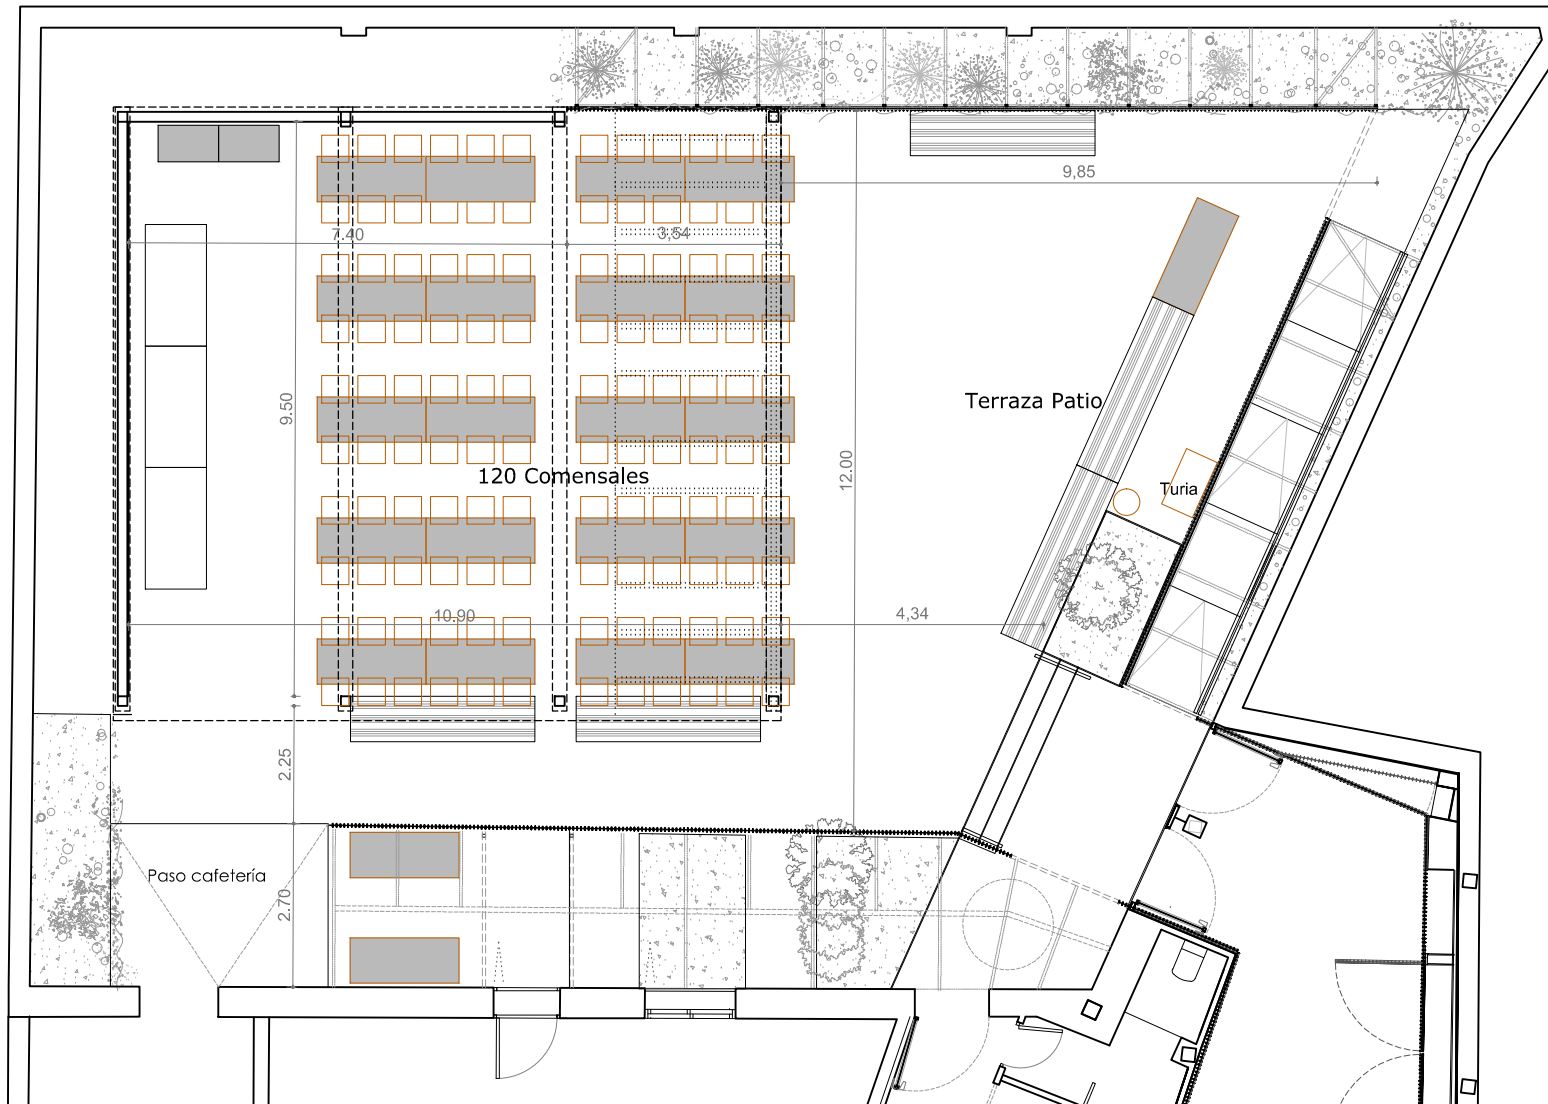 9,85
7.40
3,54
Terraza Patio
9.50
120 Comensales
12.00
Turia
10.90
4,34
2.25
Paso cafetería
2.70